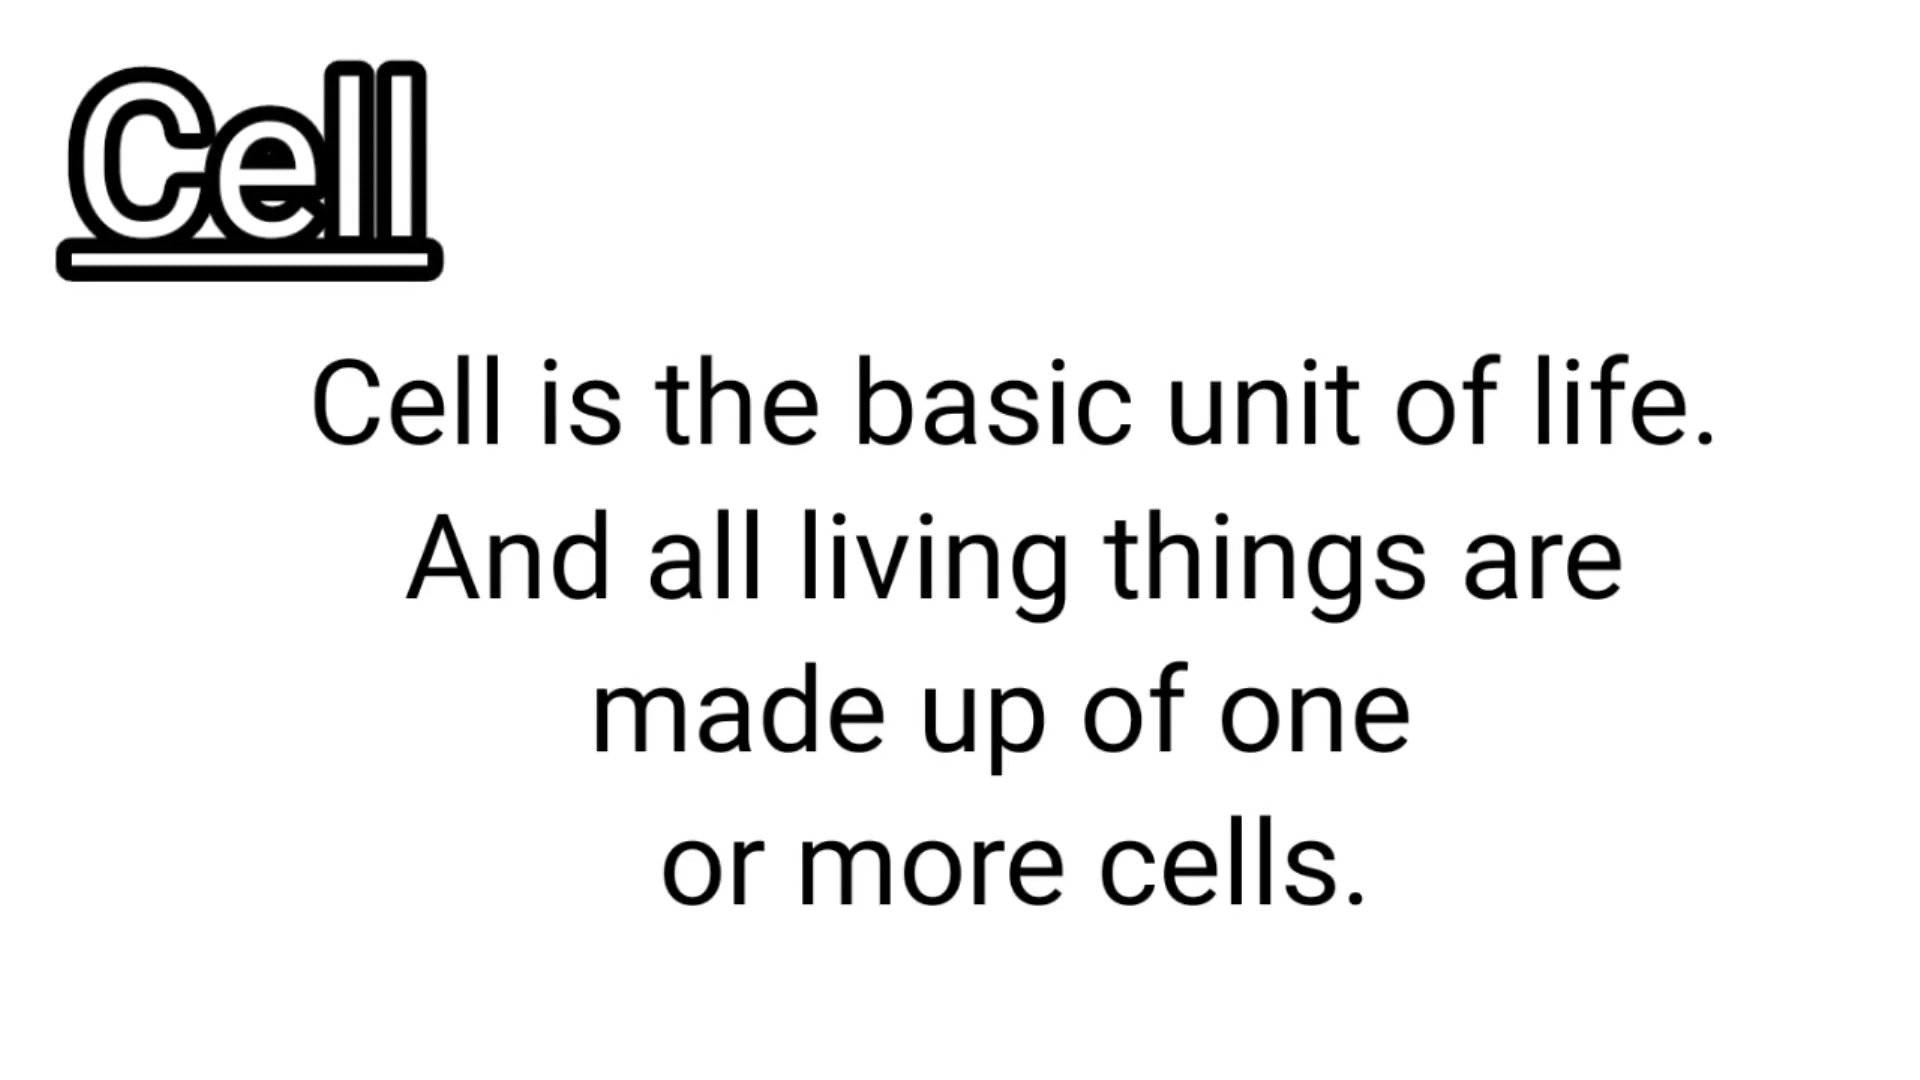 Cell
Cell is the basic unit of life.
And all living things are
made up of one
or more cells.